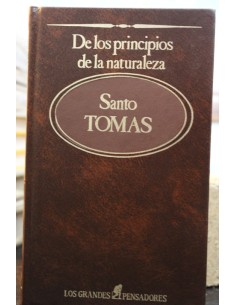 De los principios
de la naturaleza
Santo
TOMAS
LOS GRANDES PENSADORES